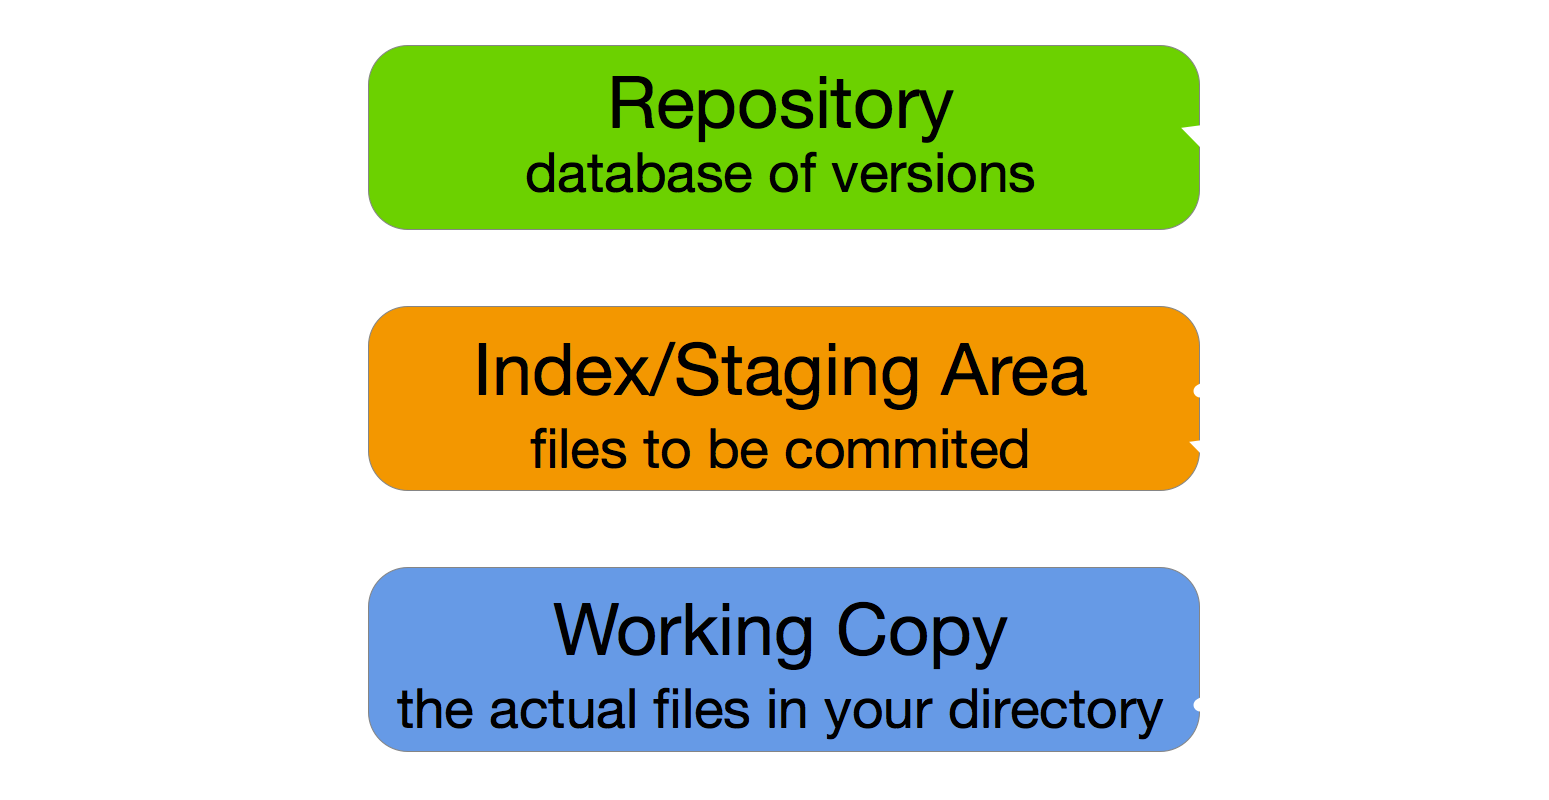 Repository
database of versions
Index/Staging Area
files to be commited
Working Copy
the actual files in your directory